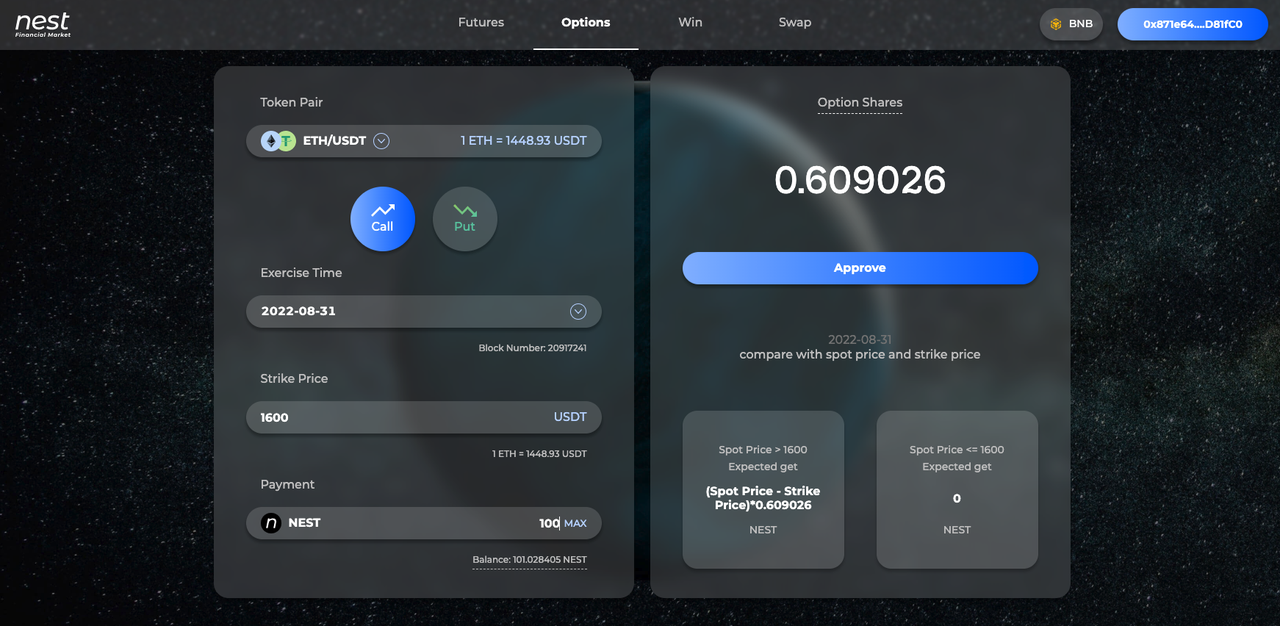 nest
Financial Market
Futures
Options
Win
Swap
BNB
0x871e64....D81fC0
Token Pair
ETH/USDT
1 ETH = 1448.93 USDT
Call
Put
Exercise Time
2022-08-31
Block Number: 20917241
Strike Price
1600
USDT
1 ETH = 1448.93 USDT
Payment
n
NEST
100
MAX
Balance: 101.028405 NEST
Option Shares
0.609026
Approve
2022-08-31
compare with spot price and strike price
Spot Price > 1600
Expected get
(Spot Price - Strike
Price)*0.609026
NEST
Spot Price <= 1600
Expected get
0
NEST